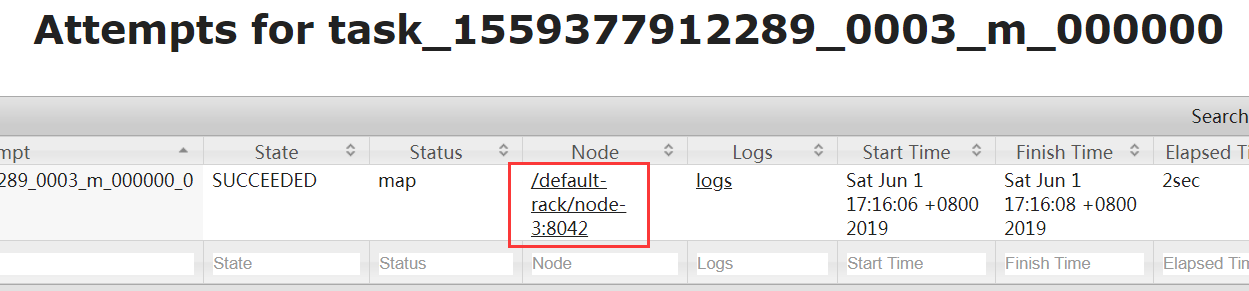 Attempts for task_1559377912289_0003_m_000000
Search
mpt State Status Node Logs Start Time Finish Time Elapsed Ti
289_0003_m_000000_0 SUCCEEDED map /default- logs Sat Jun 1 Sat Jun 1 2sec
rack/node- 17:16:06 +0800 17:16:08 +0800
3:8042 2019 2019
State Status Node Logs Start Time Finish Time Elapsed Ti